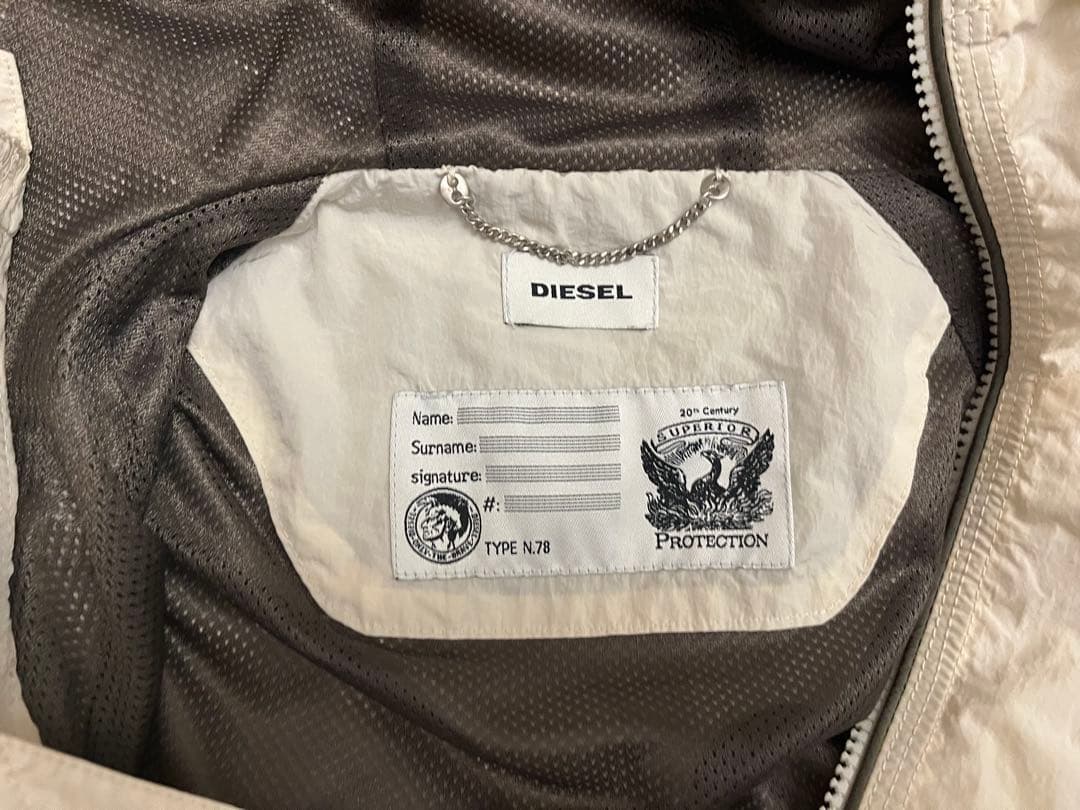 DIESEL
Name:
Surname:
signature:
#:
TYPE N.78
20th Century
SUPERIOR
PROTECTION